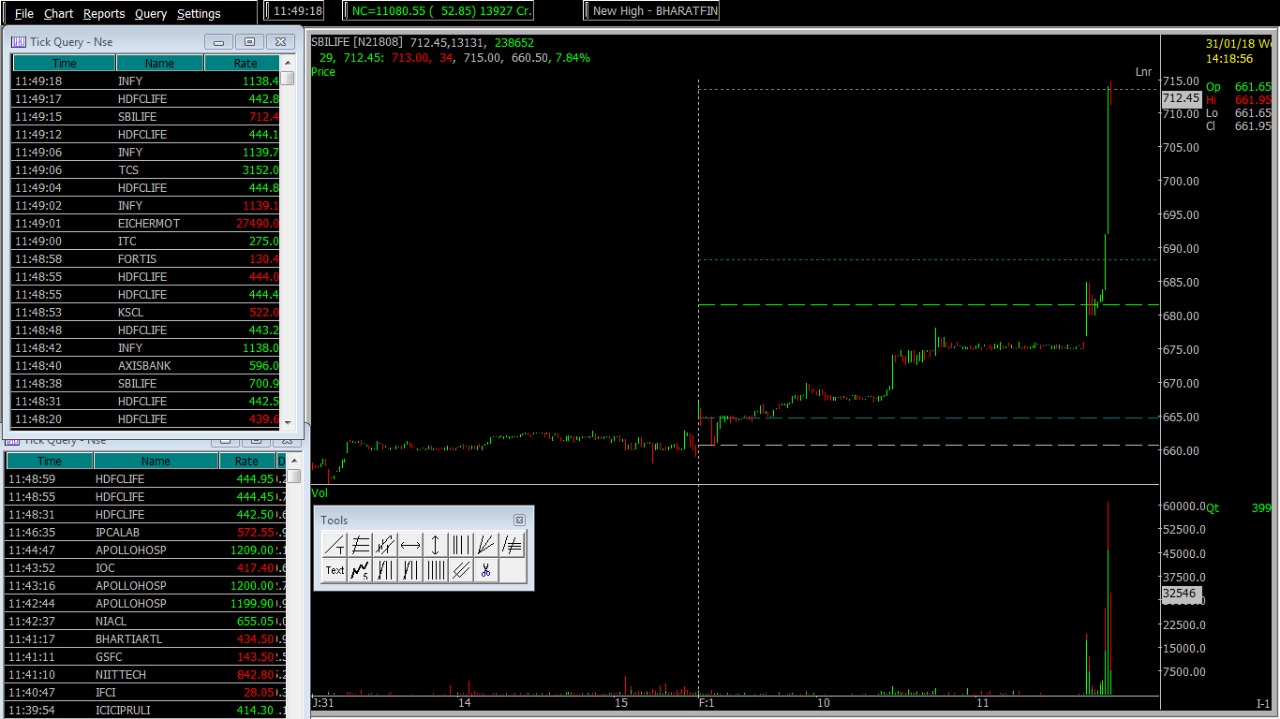 File Chart Reports Query Settings 11:49:18 NC=11080.55 ( 52.85) 13927 Cr. New High - BHARATFIN
Tick Query - Nse
Time Name Rate
11:49:18 INFY 1138.4
11:49:17 HDFCLIFE 442.8
11:49:15 SBILIFE 712.4
11:49:12 HDFCLIFE 444.1
11:49:06 INFY 1139.7
11:49:06 TCS 3152.0
11:49:04 HDFCLIFE 444.8
11:49:02 INFY 1139.1
11:49:01 EICHERMOT 27490.0
11:49:00 ITC 275.0
11:48:58 FORTIS 130.4
11:48:55 HDFCLIFE 444.0
11:48:55 HDFCLIFE 444.4
11:48:53 KSCL 522.0
11:48:48 HDFCLIFE 443.2
11:48:42 INFY 1138.0
11:48:40 AXISBANK 596.0
11:48:38 SBILIFE 700.9
11:48:31 HDFCLIFE 442.5
11:48:20 HDFCLIFE 439.6
Tick Query - Nse
Time Name Rate D
11:48:59 HDFCLIFE 444.95
11:48:55 HDFCLIFE 444.45
11:48:31 HDFCLIFE 442.50
11:46:35 IPCALAB 572.55
11:44:47 APOLLOHOSP 1209.00
11:43:52 IOC 417.40
11:43:16 APOLLOHOSP 1200.00
11:42:44 APOLLOHOSP 1199.90
11:42:37 NIACL 655.05
11:41:17 BHARTIARTL 434.50
11:41:11 GSFC 143.50
11:41:10 NIITTECH 842.80
11:40:47 IFCI 28.05
11:39:54 ICICIPRULI 414.30
SBILIFE [N21808] 712.45,13131, 238652
29, 712.45: 713.00, 34, 715.00, 660.50, 7.84%
Price Lnr
715.00
712.45
710.00
705.00
700.00
695.00
690.00
685.00
680.00
675.00
670.00
665.00
660.00
31/01/18 We
14:18:56
Op 661.65
Hi 661.95
Lo 661.65
Cl 661.95
Vol
60000.0
52500.0
45000.0
37500.0
32546
22500.0
15000.0
7500.0
Qt 399
Tools
Text
J:31 14 15 F:1 10 11 I-1